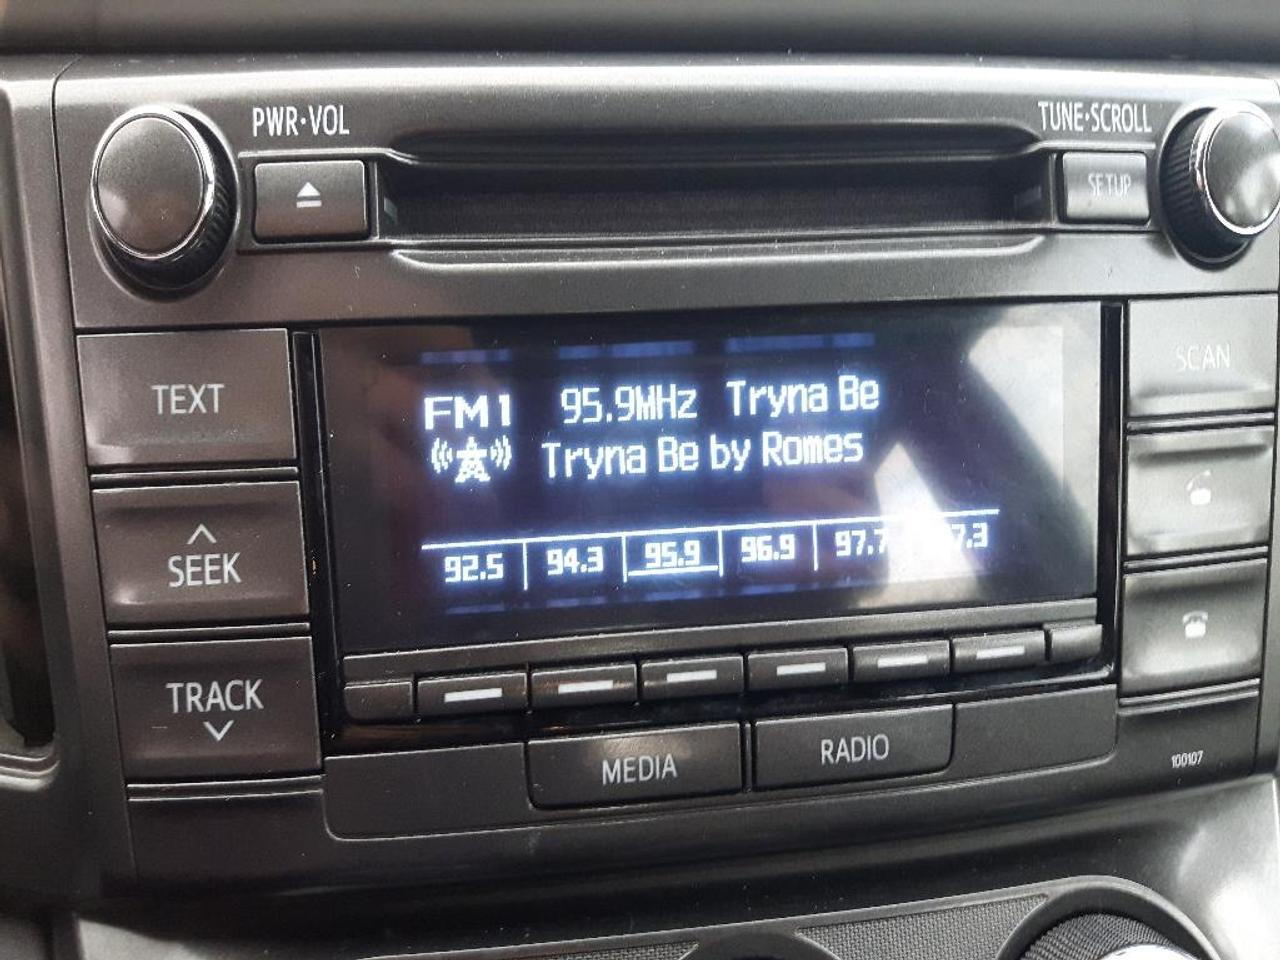 PWR·VOL
TUNE·SCROLL
SETUP
TEXT
SCAN
FM1 95.9MHz Tryna Be
Tryna Be by Romes
SEEK
92.5 94.3 95.9 96.9 97.7
TRACK
MEDIA
RADIO
100107